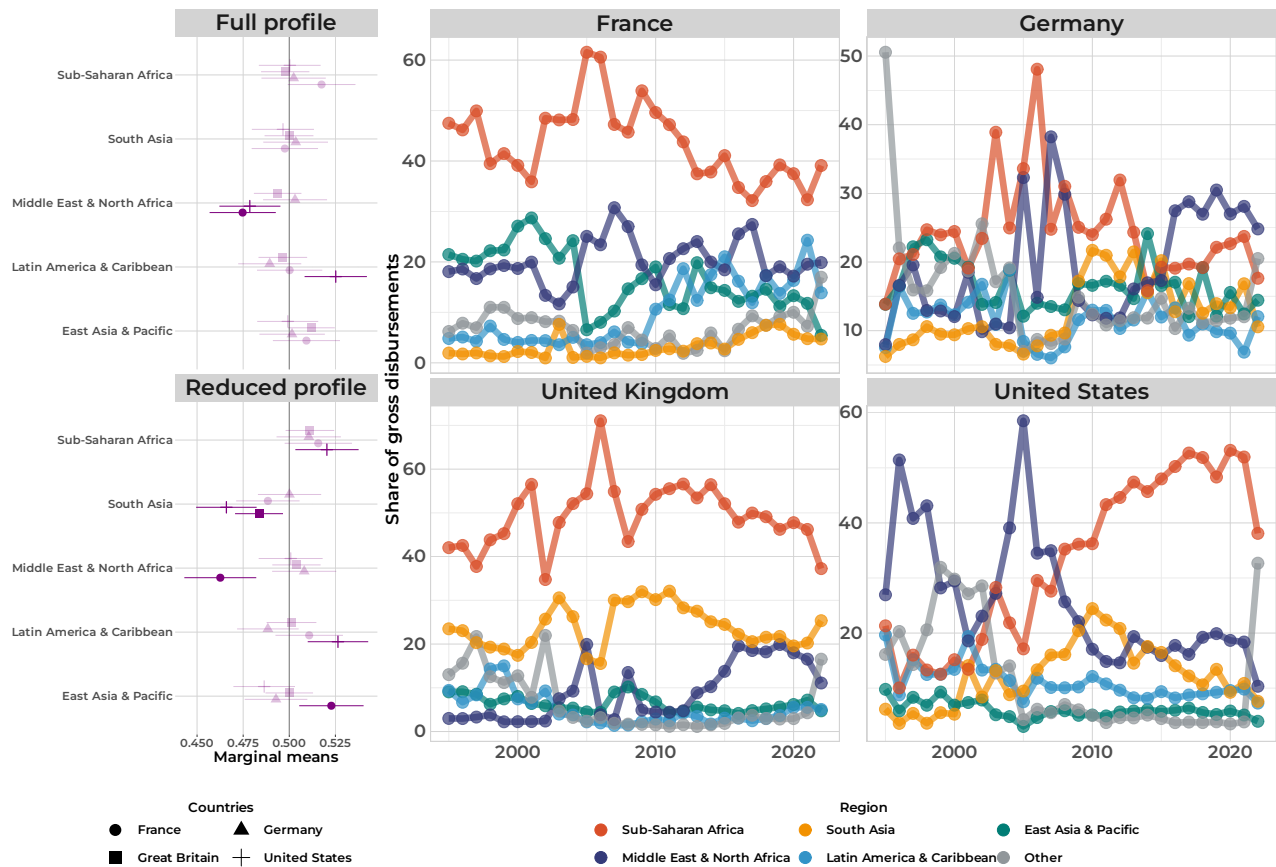 Full profile
Sub-Saharan Africa
South Asia
Middle East & North Africa
Latin America & Caribbean
East Asia & Pacific
Reduced profile
Sub-Saharan Africa
South Asia
Middle East & North Africa
Latin America & Caribbean
East Asia & Pacific
0.450 0.475 0.500 0.525
Marginal means
Share of gross disbursements
France
60
40
20
0
Germany
50
40
30
20
10
United Kingdom
60
40
20
0
2000 2010 2020
United States
60
40
20
2000 2010 2020
Countries
France Germany
Great Britain United States
Region
Sub-Saharan Africa South Asia East Asia & Pacific
Middle East & North Africa Latin America & Caribbean Other